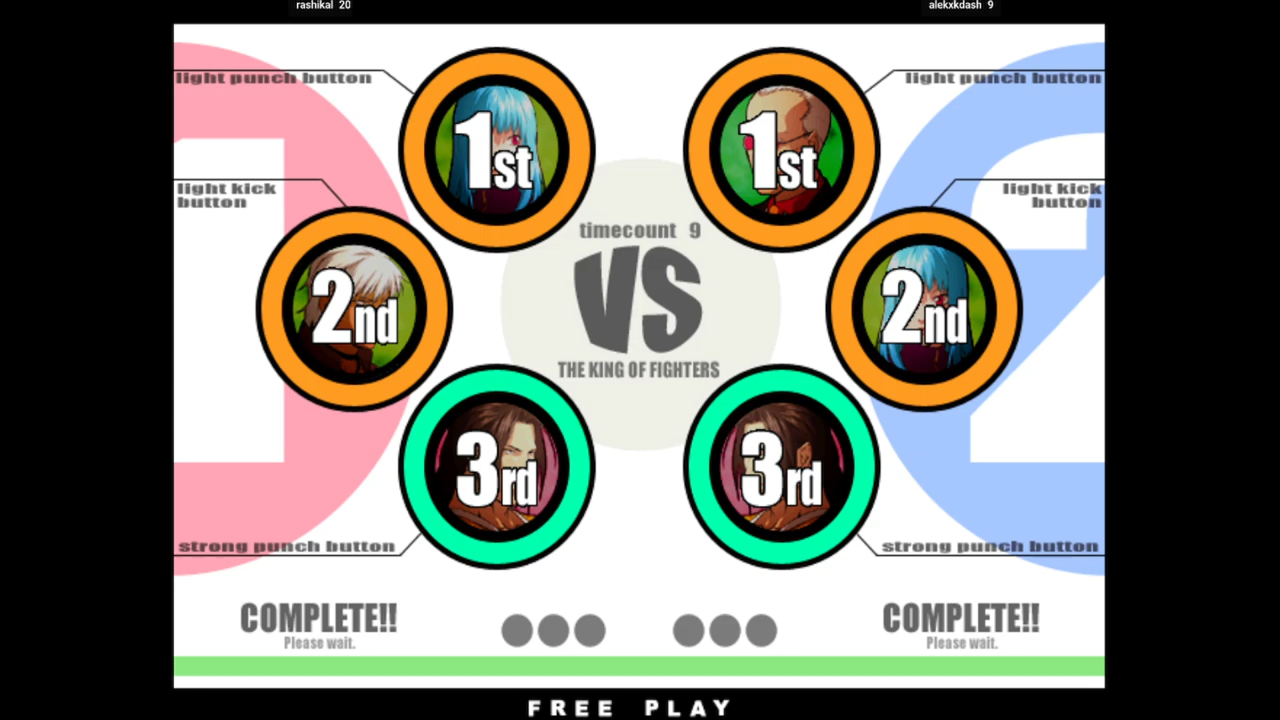 rashikal 20
alekxkdash 9
light punch button
light punch button
1st
1st
light kick
button
light kick
button
timecount 9
VS
THE KING OF FIGHTERS
2nd
2nd
3rd
3rd
strong punch button
strong punch button
COMPLETE!!
Please wait.
COMPLETE!!
Please wait.
FREE PLAY
1
2